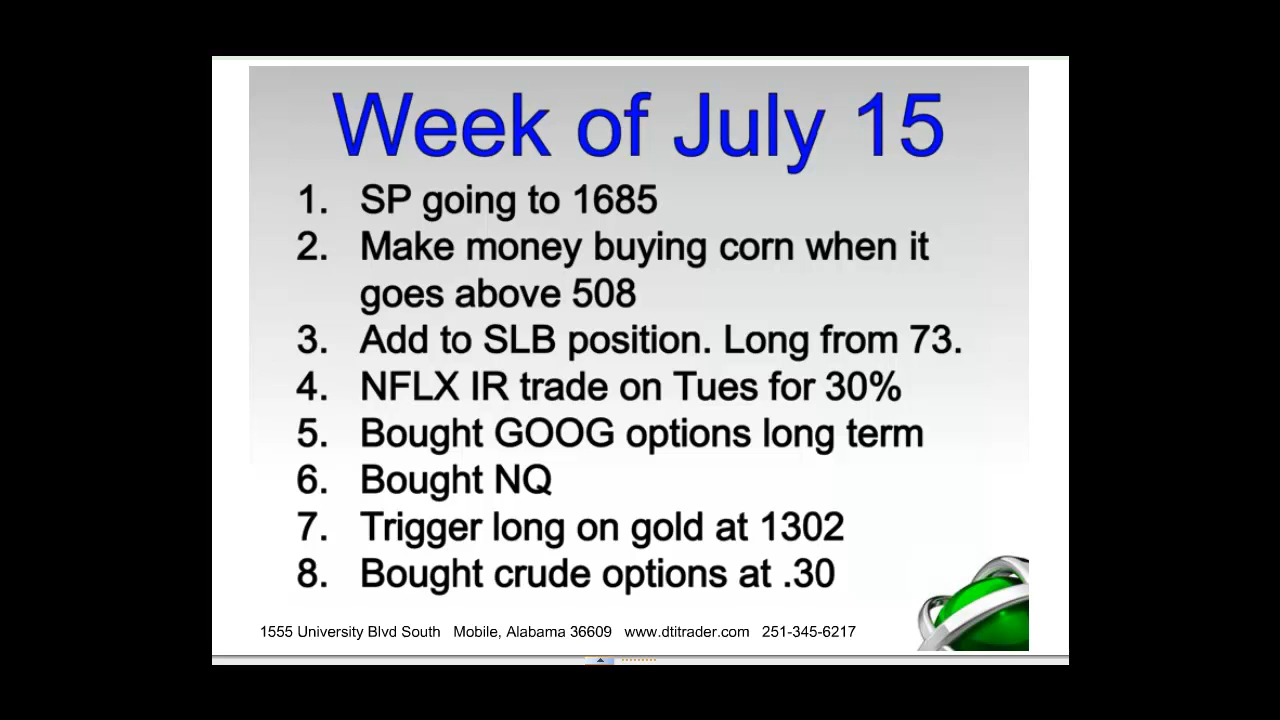 Week of July 15
1. SP going to 1685
2. Make money buying corn when it
goes above 508
3. Add to SLB position. Long from 73.
4. NFLX IR trade on Tues for 30%
5. Bought GOOG options long term
6. Bought NQ
7. Trigger long on gold at 1302
8. Bought crude options at .30
1555 University Blvd South Mobile, Alabama 36609 www.dtitrader.com 251-345-6217